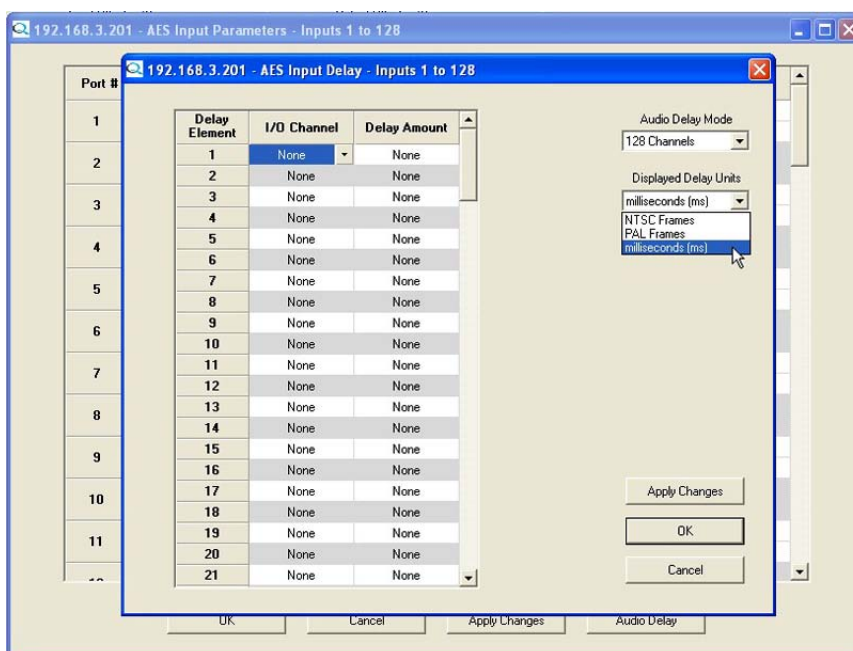 192.168.3.201 - AES Input Parameters - Inputs 1 to 128
192.168.3.201 - AES Input Delay - Inputs 1 to 128
Port #
1
2
3
4
5
6
7
8
9
10
11
Delay Element I/O Channel Delay Amount
1 None None
2 None None
3 None None
4 None None
5 None None
6 None None
7 None None
8 None None
9 None None
10 None None
11 None None
12 None None
13 None None
14 None None
15 None None
16 None None
17 None None
18 None None
19 None None
20 None None
21 None None
Audio Delay Mode
128 Channels
Displayed Delay Units
milliseconds (ms)
NTSC Frames
PAL Frames
milliseconds (ms)
Apply Changes
OK
Cancel
OK Cancel Apply Changes Audio Delay